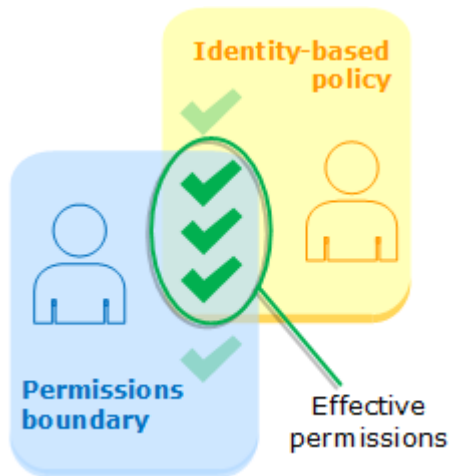 Identity-based
policy
Permissions
boundary
Effective
permissions